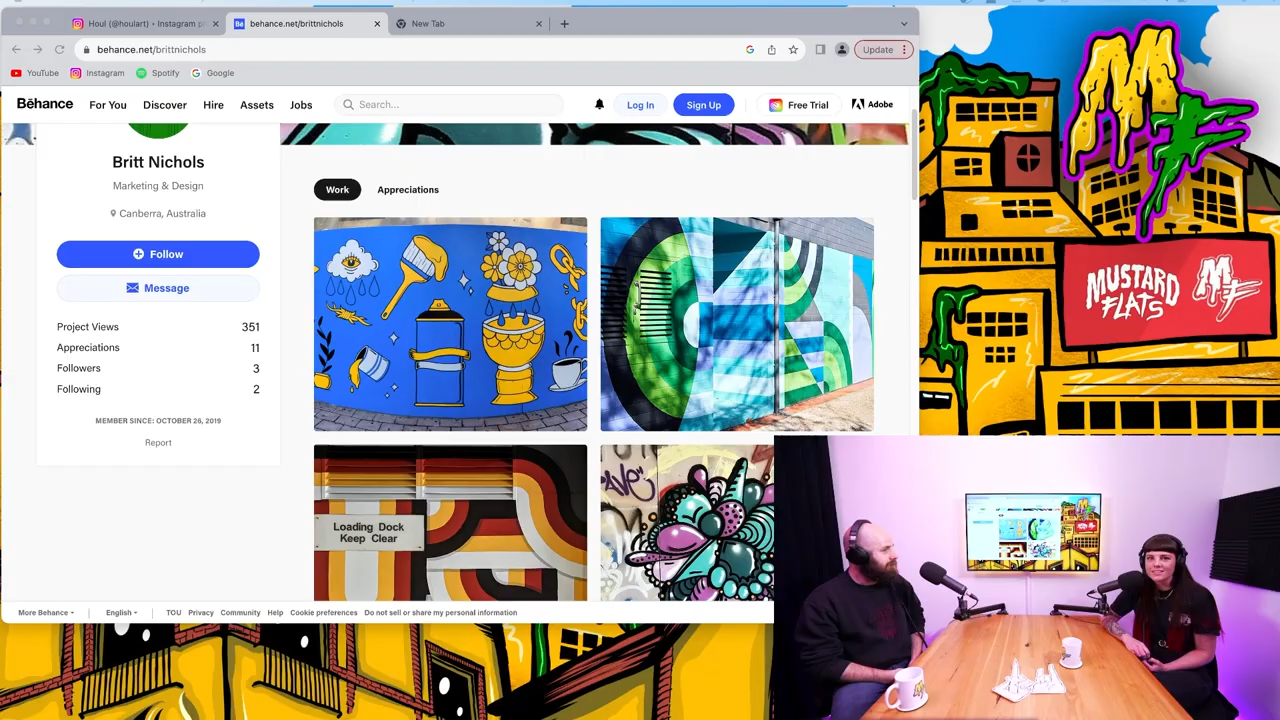 Houl (@houlart) • Instagram p
behance.net/brittnichols
New Tab
behance.net/brittnichols
Update
YouTube
Instagram
Spotify
Google
Bēhance
For You
Discover
Hire
Assets
Jobs
Search...
Log In
Sign Up
Free Trial
Adobe
Britt Nichols
Marketing & Design
Canberra, Australia
Follow
Message
Project Views 351
Appreciations 11
Followers 3
Following 2
MEMBER SINCE: OCTOBER 26, 2019
Report
Work
Appreciations
Loading Dock
Keep Clear
More Behance
English
TOU
Privacy
Community
Help
Cookie preferences
Do not sell or share my personal information
MF
MUSTARD
FLATS
MF